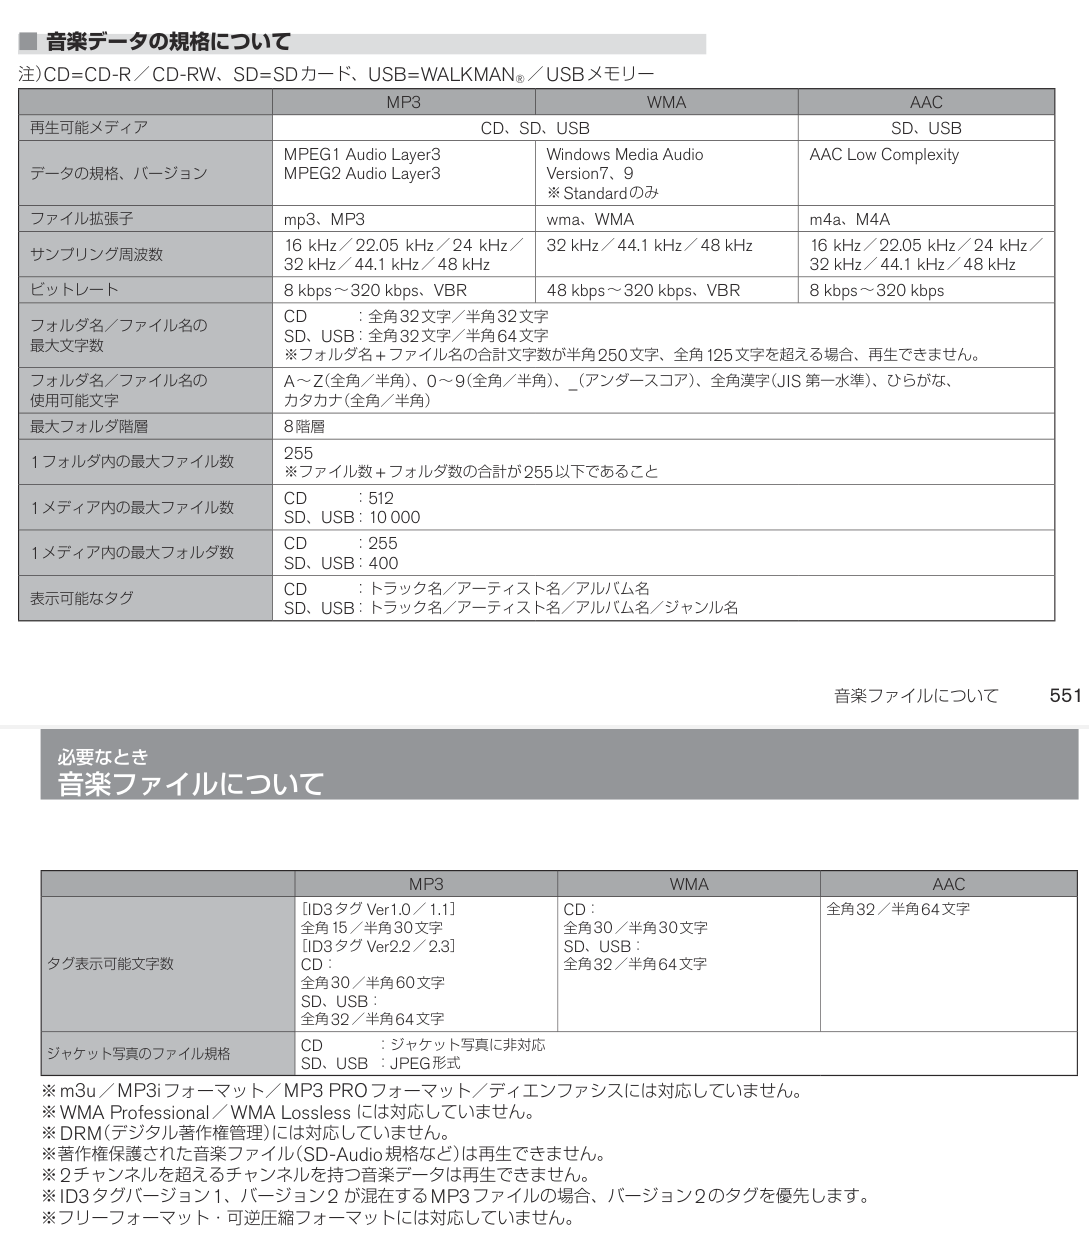 ■ 音楽データの規格について
注)CD=CD-R／CD-RW、SD=SDカード、USB=WALKMAN®／USBメモリー
MP3 WMA AAC
再生可能メディア CD、SD、USB SD、USB
データの規格、バージョン
MPEG1 Audio Layer3
MPEG2 Audio Layer3
Windows Media Audio
Version7、9
※Standardのみ
AAC Low Complexity
ファイル拡張子 mp3、MP3 wma、WMA m4a、M4A
サンプリング周波数
16 kHz／22.05 kHz／24 kHz／
32 kHz／44.1 kHz／48 kHz
32 kHz／44.1 kHz／48 kHz
16 kHz／22.05 kHz／24 kHz／
32 kHz／44.1 kHz／48 kHz
ビットレート 8 kbps～320 kbps、VBR 48 kbps～320 kbps、VBR 8 kbps～320 kbps
フォルダ名／ファイル名の
最大文字数
CD ：全角32文字／半角32文字
SD、USB：全角32文字／半角64文字
※フォルダ名＋ファイル名の合計文字数が半角250文字、全角125文字を超える場合、再生できません。
フォルダ名／ファイル名の
使用可能文字
A～Z(全角／半角)、0～9(全角／半角)、_(アンダースコア)、全角漢字(JIS 第一水準)、ひらがな、
カタカナ(全角／半角)
最大フォルダ階層 8階層
1フォルダ内の最大ファイル数
255
※ファイル数＋フォルダ数の合計が255以下であること
1メディア内の最大ファイル数
CD ：512
SD、USB：10 000
1メディア内の最大フォルダ数
CD ：255
SD、USB：400
表示可能なタグ
CD ：トラック名／アーティスト名／アルバム名
SD、USB：トラック名／アーティスト名／アルバム名／ジャンル名
音楽ファイルについて 551
必要なとき
音楽ファイルについて
MP3 WMA AAC
タグ表示可能文字数
[ID3タグ Ver1.0／1.1]
全角15／半角30文字
[ID3タグ Ver2.2／2.3]
CD：
全角30／半角60文字
SD、USB：
全角32／半角64文字
CD：
全角30／半角30文字
SD、USB：
全角32／半角64文字
全角32／半角64文字
ジャケット写真のファイル規格
CD ：ジャケット写真に非対応
SD、USB ：JPEG形式
※m3u／MP3iフォーマット／MP3 PROフォーマット／ディエンファシスには対応していません。
※WMA Professional／WMA Lossless には対応していません。
※DRM(デジタル著作権管理)には対応していません。
※著作権保護された音楽ファイル(SD-Audio規格など)は再生できません。
※2チャンネルを超えるチャンネルを持つ音楽データは再生できません。
※ID3タグバージョン1、バージョン2 が混在するMP3ファイルの場合、バージョン2のタグを優先します。
※フリーフォーマット・可逆圧縮フォーマットには対応していません。